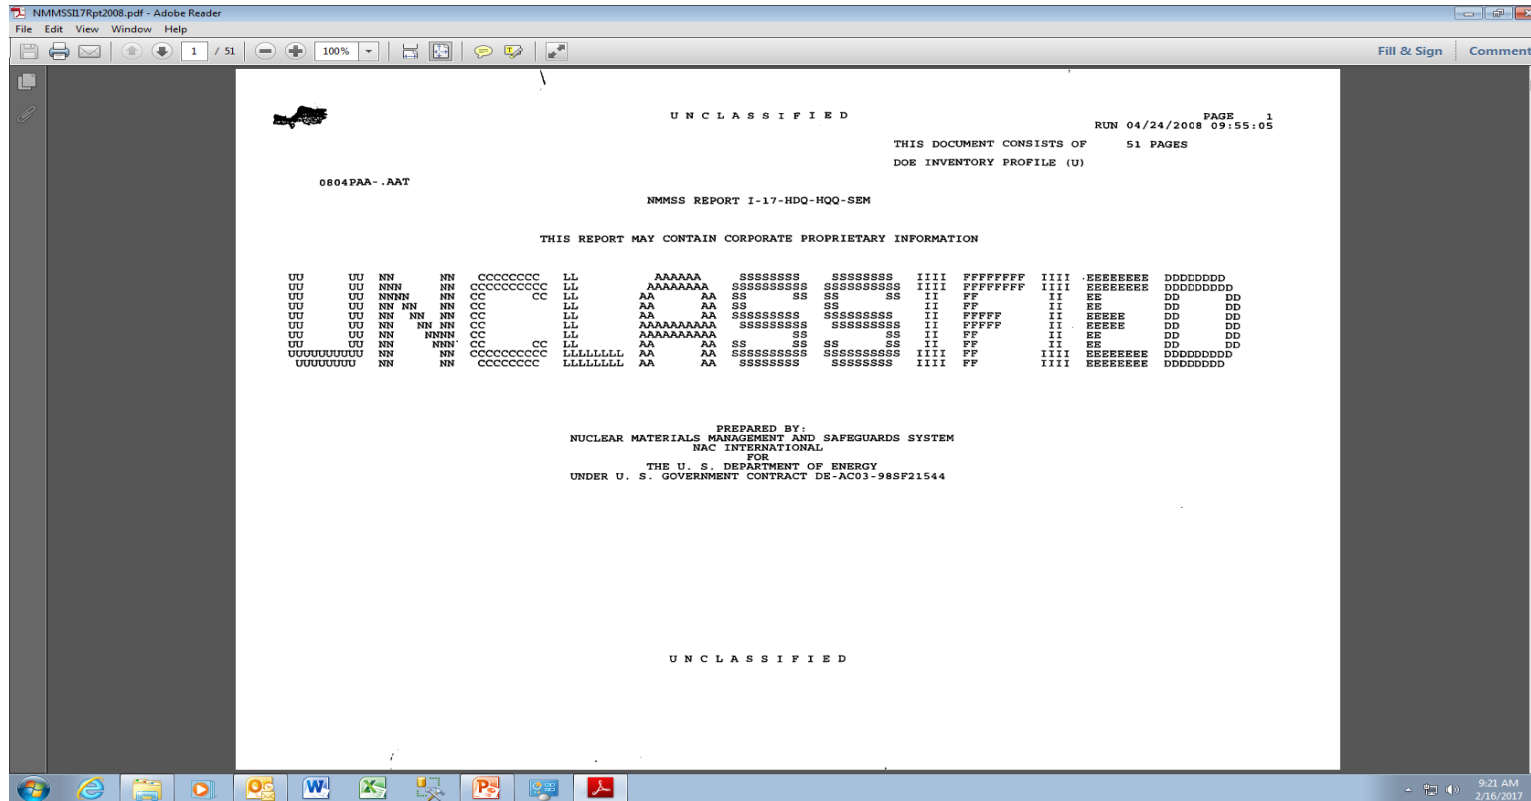 NMMSSI17Rpt2008.pdf - Adobe Reader
File Edit View Window Help
1 / 51 100% Fill & Sign Comment
U N C L A S S I F I E D
PAGE 1
RUN 04/24/2008 09:55:05
THIS DOCUMENT CONSISTS OF 51 PAGES
DOE INVENTORY PROFILE (U)
0804PAA-.AAT
NMMSS REPORT I-17-HDQ-HQQ-SEM
THIS REPORT MAY CONTAIN CORPORATE PROPRIETARY INFORMATION
UNCLASSIFIED
PREPARED BY:
NUCLEAR MATERIALS MANAGEMENT AND SAFEGUARDS SYSTEM
NAC INTERNATIONAL
FOR
THE U. S. DEPARTMENT OF ENERGY
UNDER U. S. GOVERNMENT CONTRACT DE-AC03-98SF21544
U N C L A S S I F I E D
9:21 AM
2/16/2017